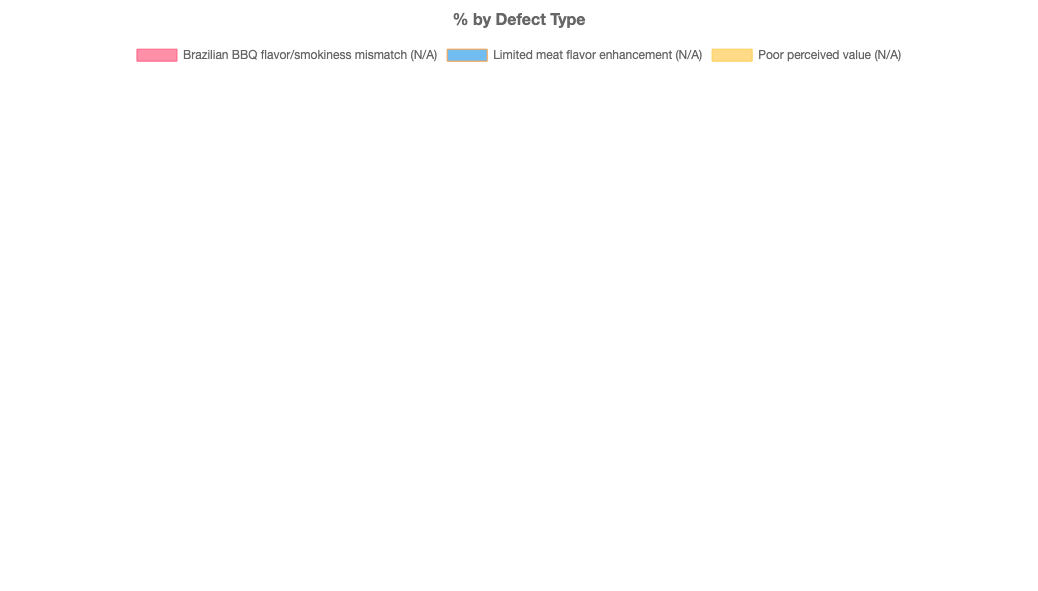 % by Defect Type
Brazilian BBQ flavor/smokiness mismatch (N/A) Limited meat flavor enhancement (N/A) Poor perceived value (N/A)